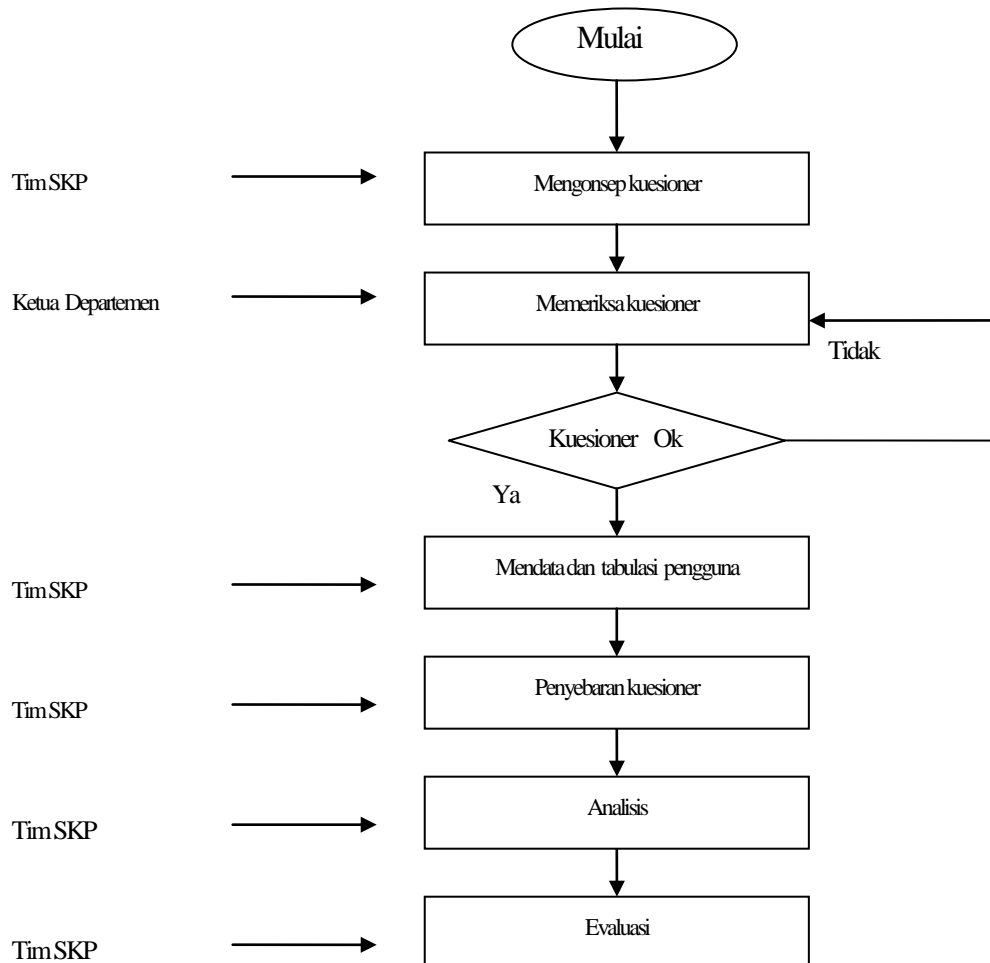 Mulai
Tim SKP
Mengonsep kuesioner
Ketua Departemen
Memeriksa kuesioner
Tidak
Kuesioner Ok
Ya
Tim SKP
Mendata dan tabulasi pengguna
Tim SKP
Penyebaran kuesioner
Tim SKP
Analisis
Tim SKP
Evaluasi